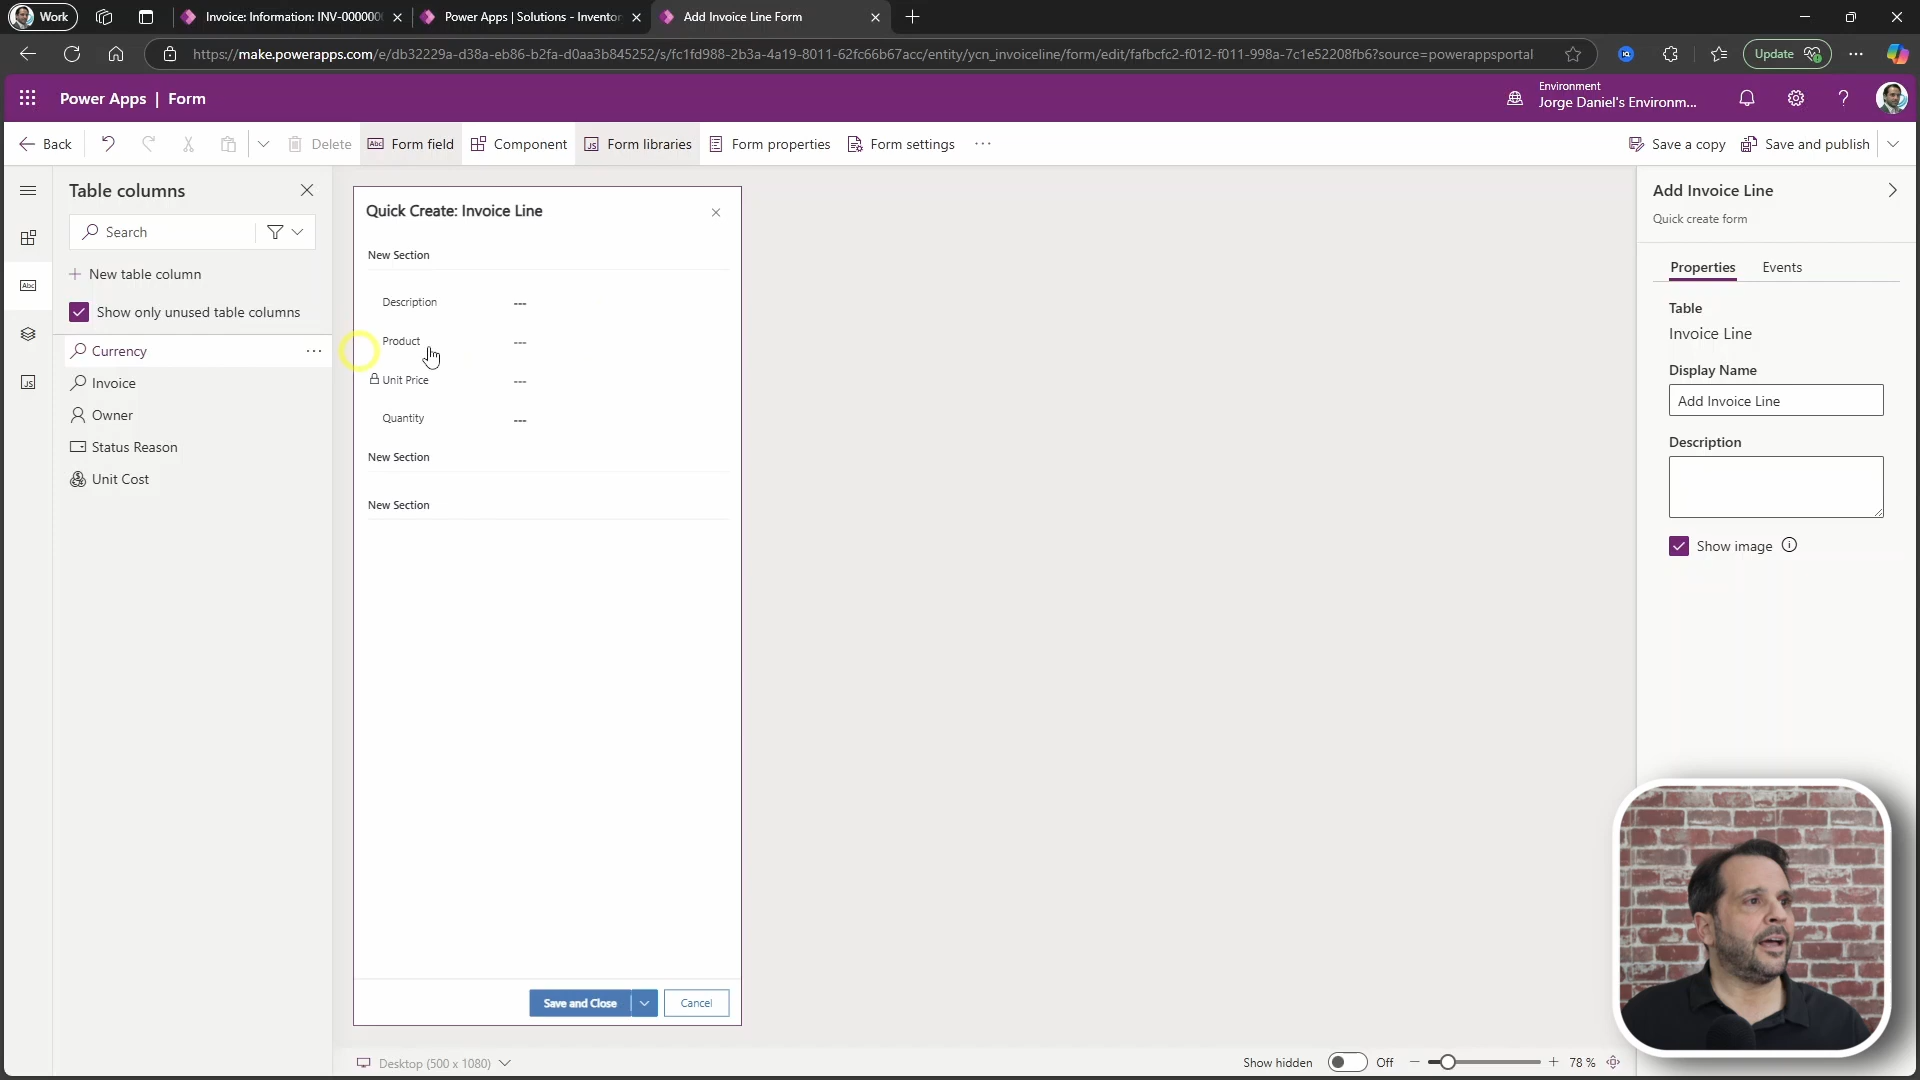 Work
Invoice: Information: INV-000000
Power Apps | Solutions - Inventor
Add Invoice Line Form
https://make.powerapps.com/e/db32229a-d38a-eb86-b2fa-d0aa3b845252/s/fc1fd988-2b3a-4a19-8011-62fc66b67acc/entity/ycn_invoiceline/form/edit/fafbcfc2-f012-f011-998a-7c1e52208fb6?source=powerappsportal
Update
Power Apps | Form
Environment
Jorge Daniel's Environm...
Back
Delete
Abc Form field
Component
JS Form libraries
Form properties
Form settings
Save a copy
Save and publish
Table columns
Search
New table column
Show only unused table columns
Currency
Invoice
Owner
Status Reason
Unit Cost
Abc
JS
Quick Create: Invoice Line
New Section
Description ---
Product ---
Unit Price ---
Quantity ---
New Section
New Section
Save and Close
Cancel
Desktop (500 x 1080)
Show hidden Off
78 %
Add Invoice Line
Quick create form
Properties Events
Table
Invoice Line
Display Name
Add Invoice Line
Description
Show image